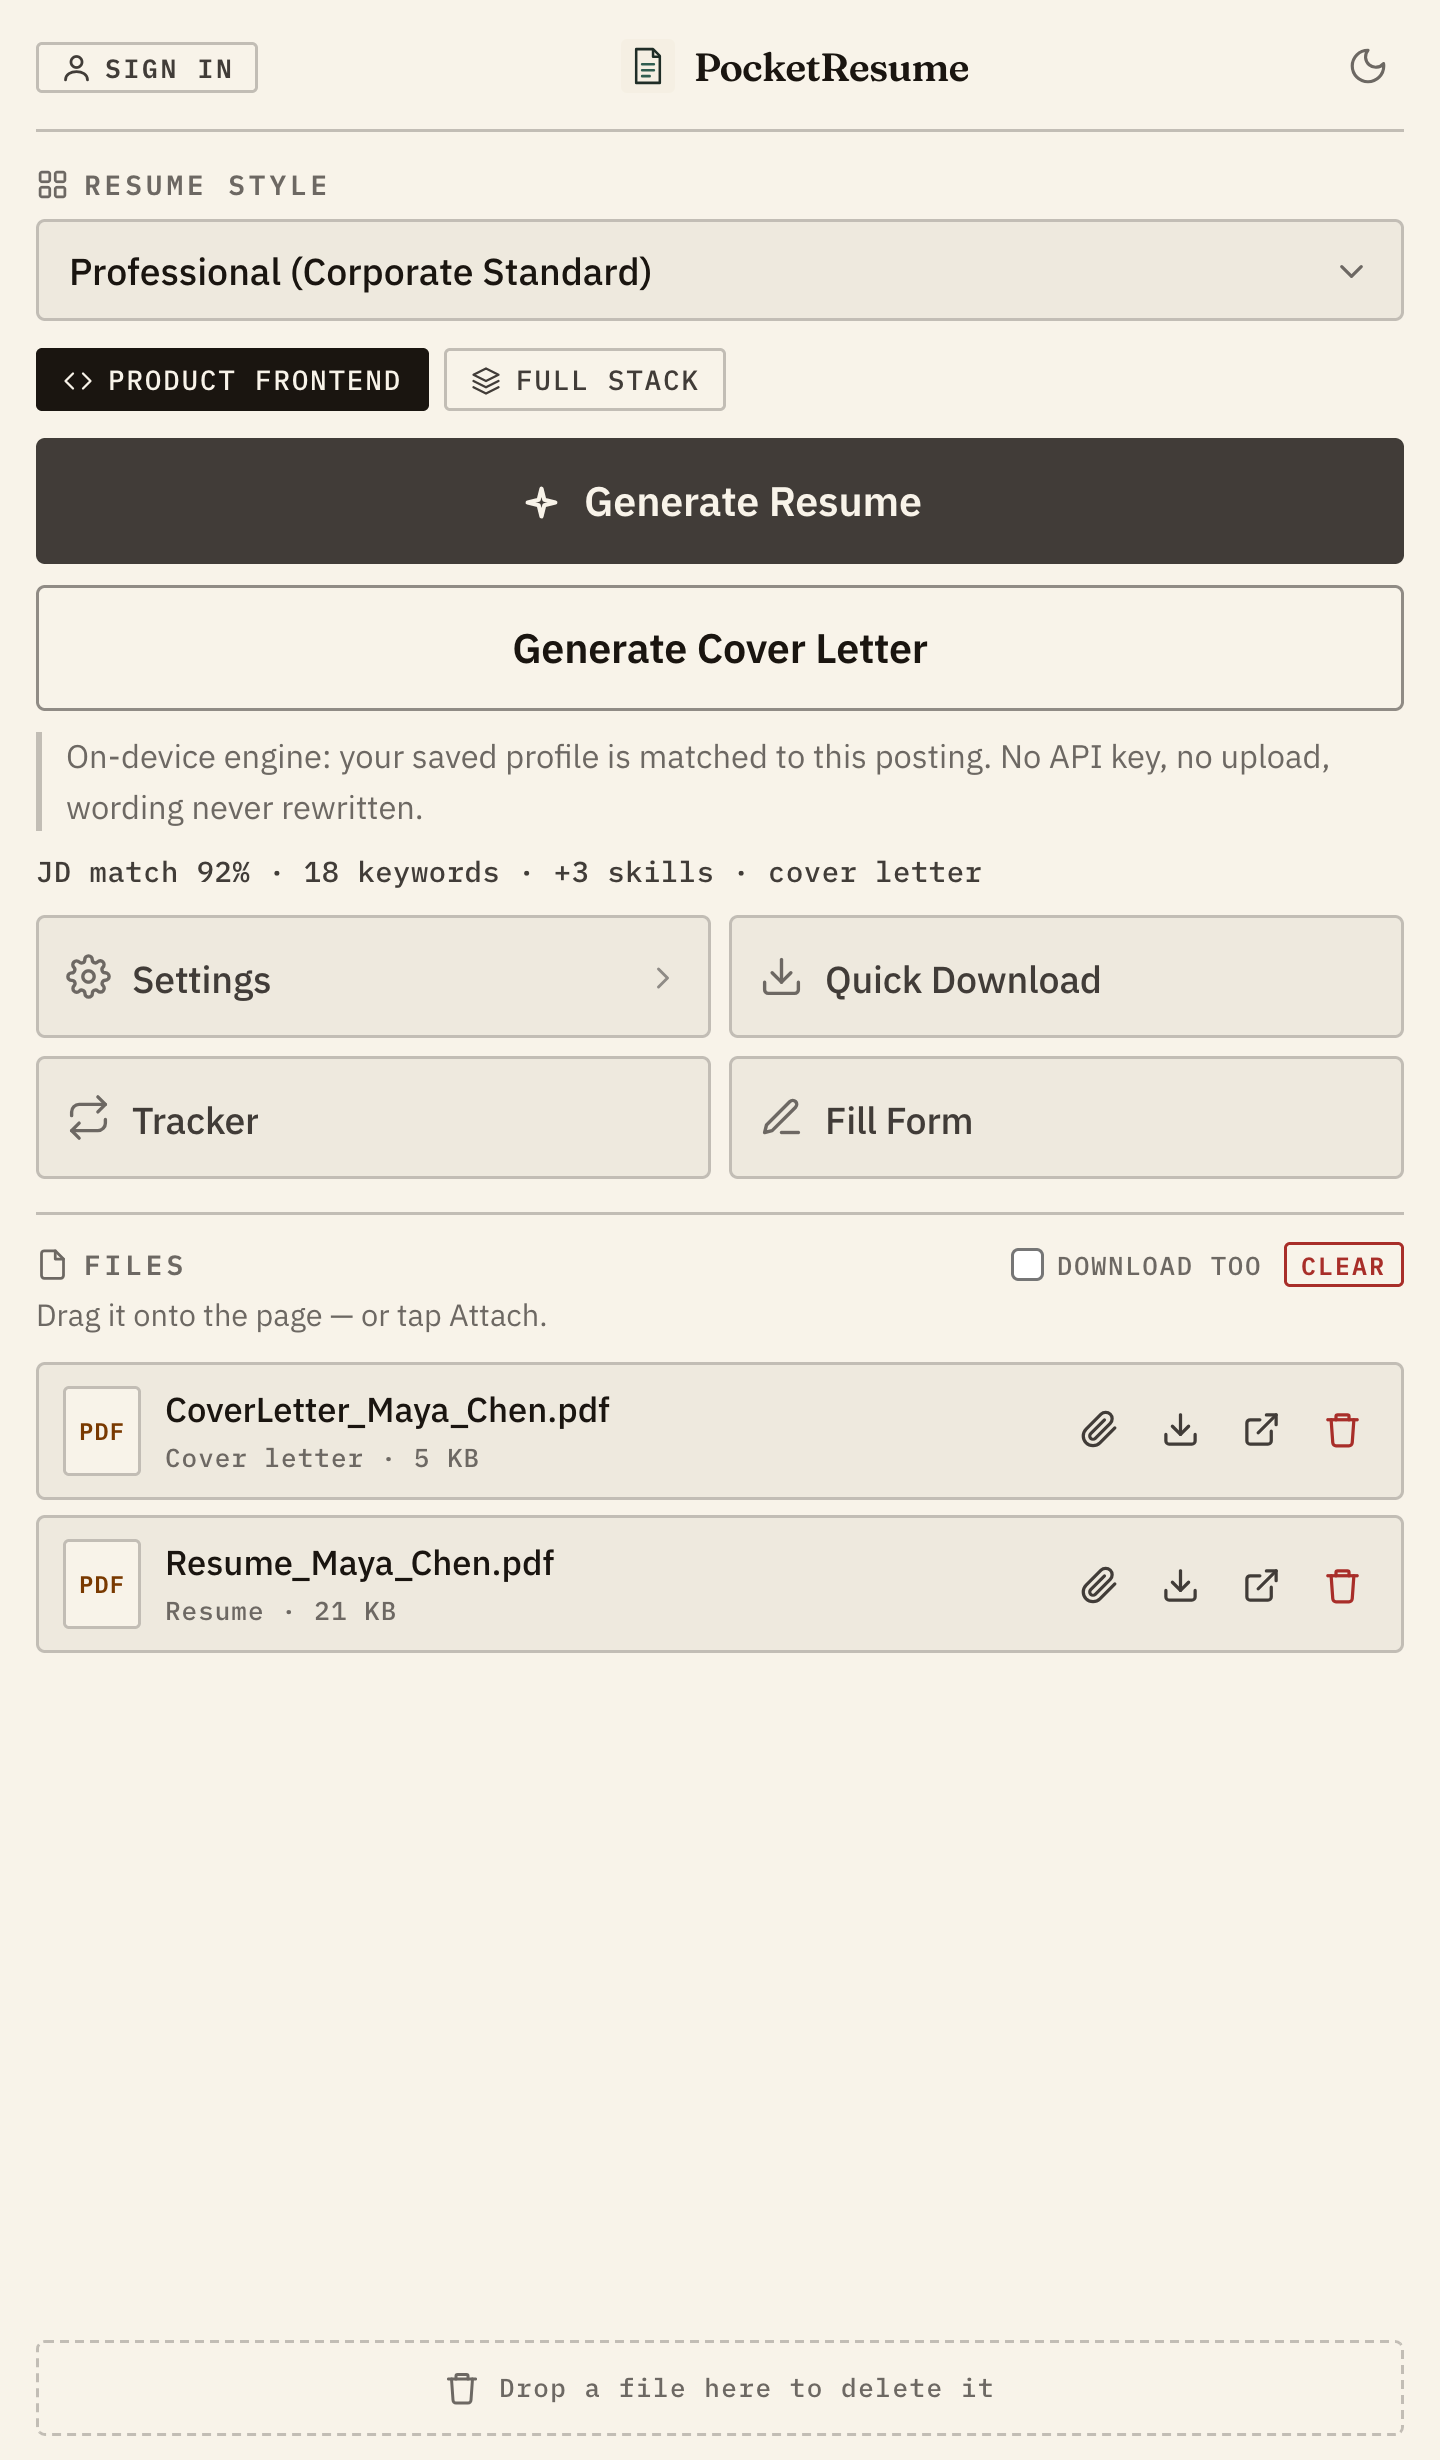 SIGN IN
PocketResume
RESUME STYLE
Professional (Corporate Standard)
PRODUCT FRONTEND
FULL STACK
Generate Resume
Generate Cover Letter
On-device engine: your saved profile is matched to this posting. No API key, no upload,
wording never rewritten.
JD match 92% · 18 keywords · +3 skills · cover letter
Settings
Quick Download
Tracker
Fill Form
FILES
DOWNLOAD TOO
CLEAR
Drag it onto the page — or tap Attach.
PDF
CoverLetter_Maya_Chen.pdf
Cover letter · 5 KB
PDF
Resume_Maya_Chen.pdf
Resume · 21 KB
Drop a file here to delete it